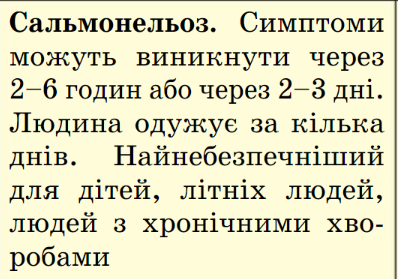 Сальмонельоз. Симптоми
можуть виникнути через
2–6 годин або через 2–3 дні.
Людина одужує за кілька
днів. Найнебезпечніший
для дітей, літніх людей,
людей з хронічними хво-
робами